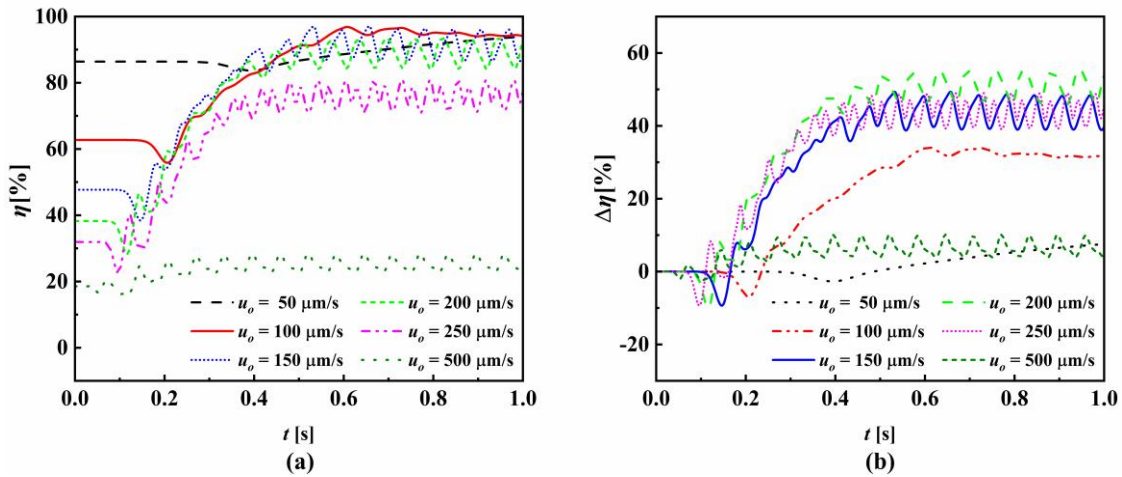 100
80
60
40
20
0
η [%]
u_o = 50 μm/s
u_o = 100 μm/s
u_o = 150 μm/s
u_o = 200 μm/s
u_o = 250 μm/s
u_o = 500 μm/s
0.0 0.2 0.4 0.6 0.8 1.0
t [s]
(a)
60
40
20
0
-20
Δη [%]
u_o = 50 μm/s
u_o = 100 μm/s
u_o = 150 μm/s
u_o = 200 μm/s
u_o = 250 μm/s
u_o = 500 μm/s
0.0 0.2 0.4 0.6 0.8 1.0
t [s]
(b)